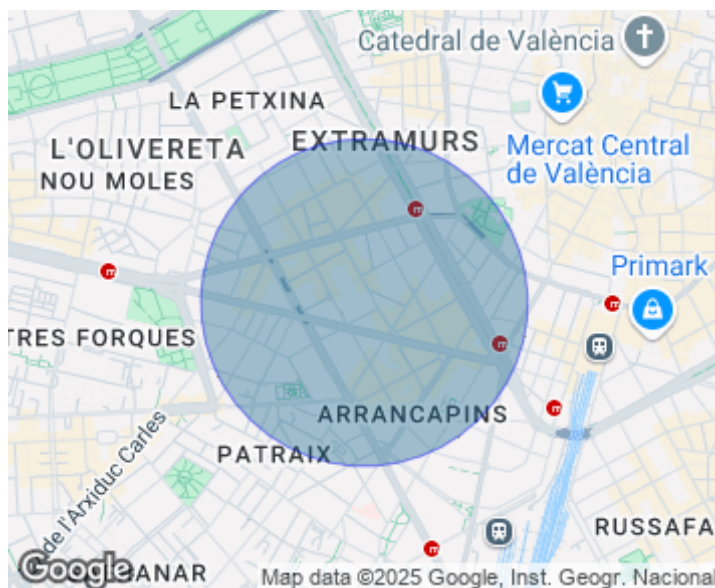 Catedral de València
LA PETXINA
EXTRAMURS
L'OLIVERETA
Mercat Central
de València
NOU MOLES
Primark
TRES FORQUES
ARRANCAPINS
PATRAIX
de l'Arxiduc Carles
RUSSAFA
Google
Map data ©2025 Google, Inst. Geogr. Nacional